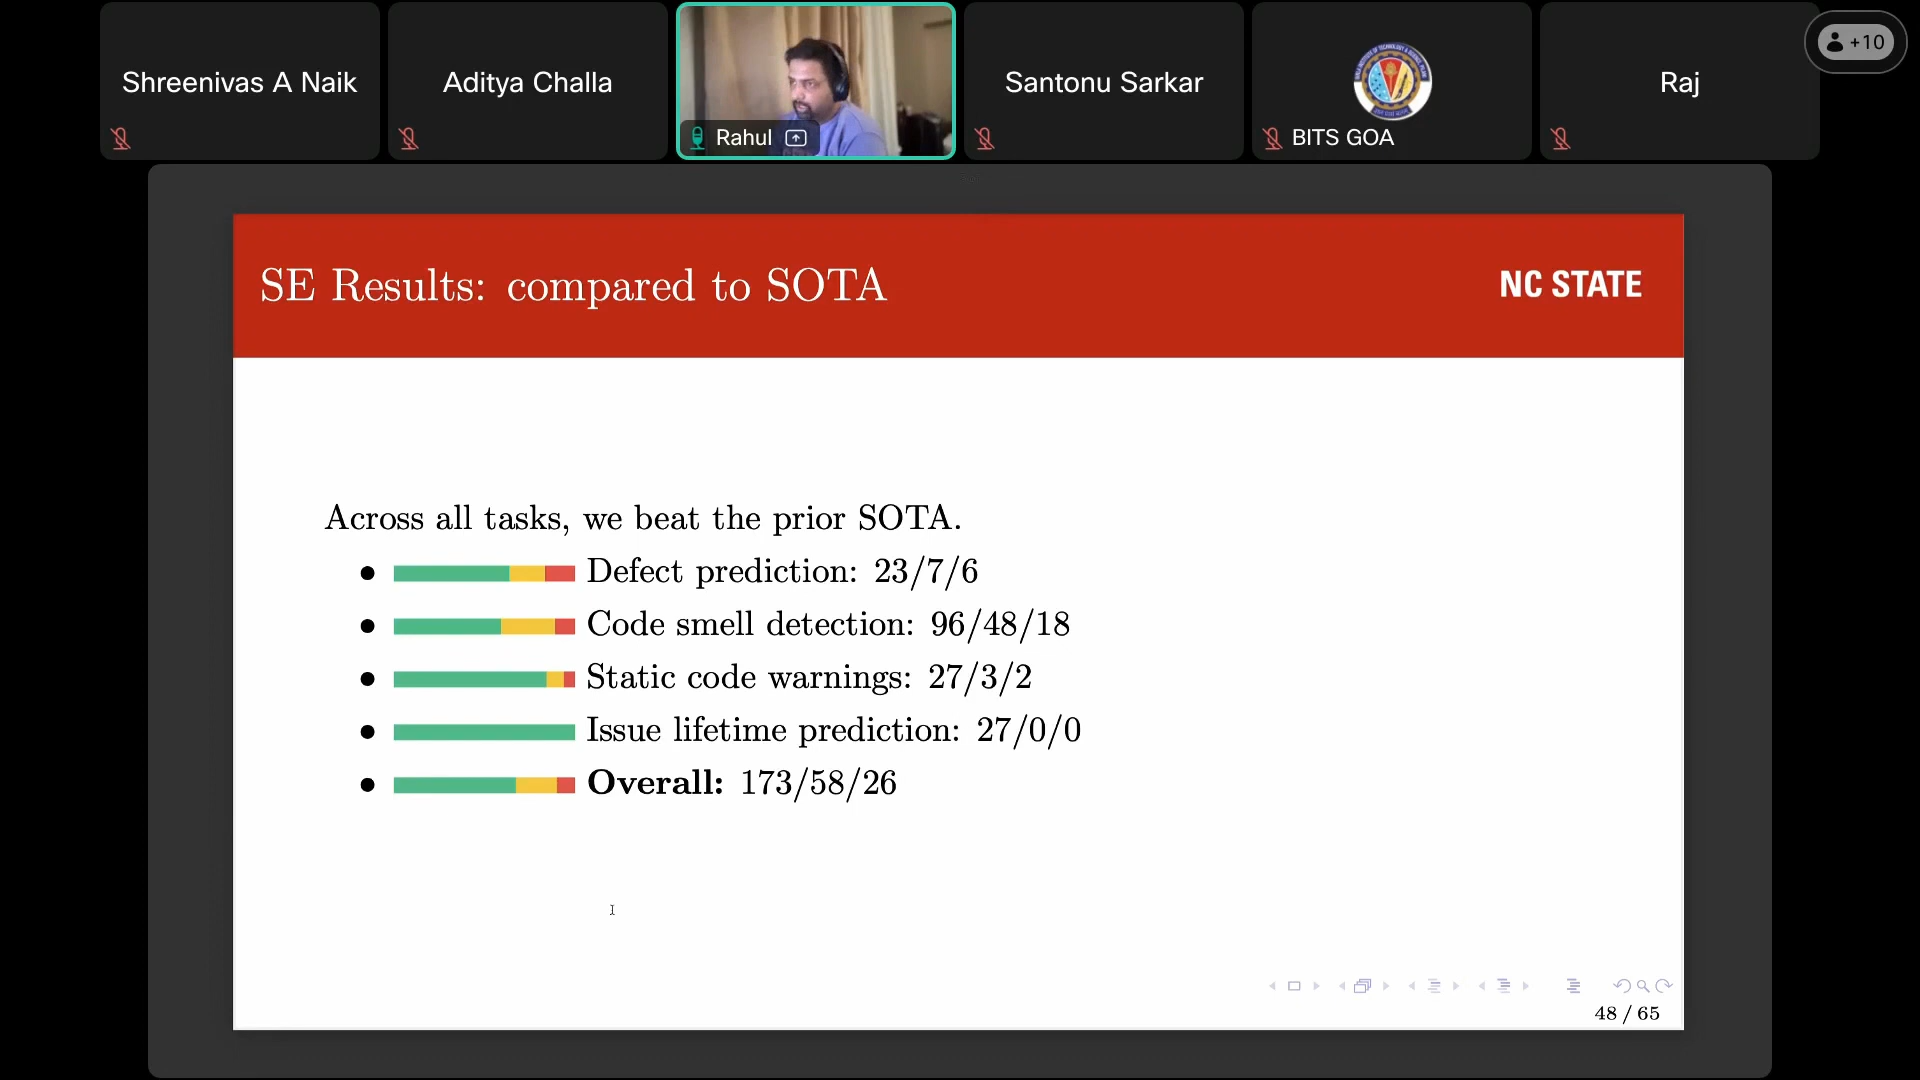 Shreenivas A Naik
Aditya Challa
Rahul
Santonu Sarkar
BITS GOA
Raj
+10
SE Results: compared to SOTA
NC STATE
Across all tasks, we beat the prior SOTA.
• Defect prediction: 23/7/6
• Code smell detection: 96/48/18
• Static code warnings: 27/3/2
• Issue lifetime prediction: 27/0/0
• Overall: 173/58/26
48 / 65